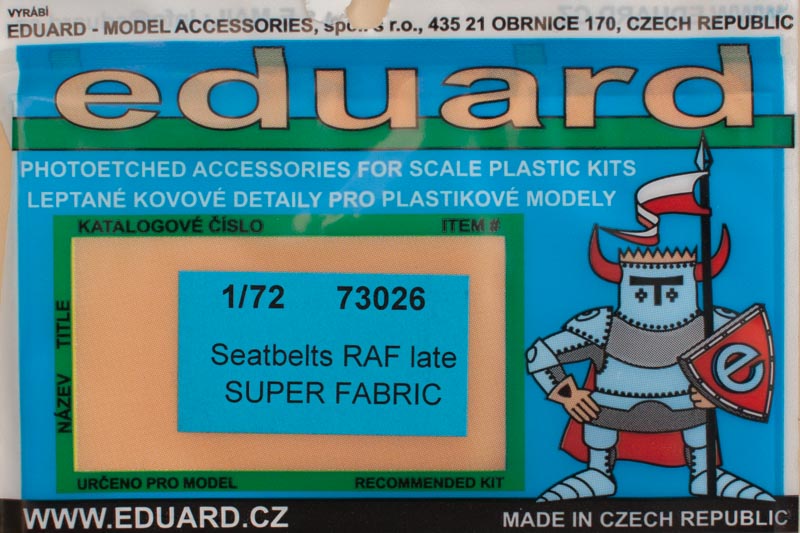 VYRÁBÍ
EDUARD - MODEL ACCESSORIES, spol. s r.o., 435 21 OBRNICE 170, CZECH REPUBLIC
eduard
PHOTOETCHED ACCESSORIES FOR SCALE PLASTIC KITS
LEPTANÉ KOVOVÉ DETAILY PRO PLASTIKOVÉ MODELY
KATALOGOVÉ ČÍSLO ITEM #
1/72 73026
Seatbelts RAF late
SUPER FABRIC
NÁZEV TITLE
e
URČENO PRO MODEL RECOMMENDED KIT
WWW.EDUARD.CZ MADE IN CZECH REPUBLIC